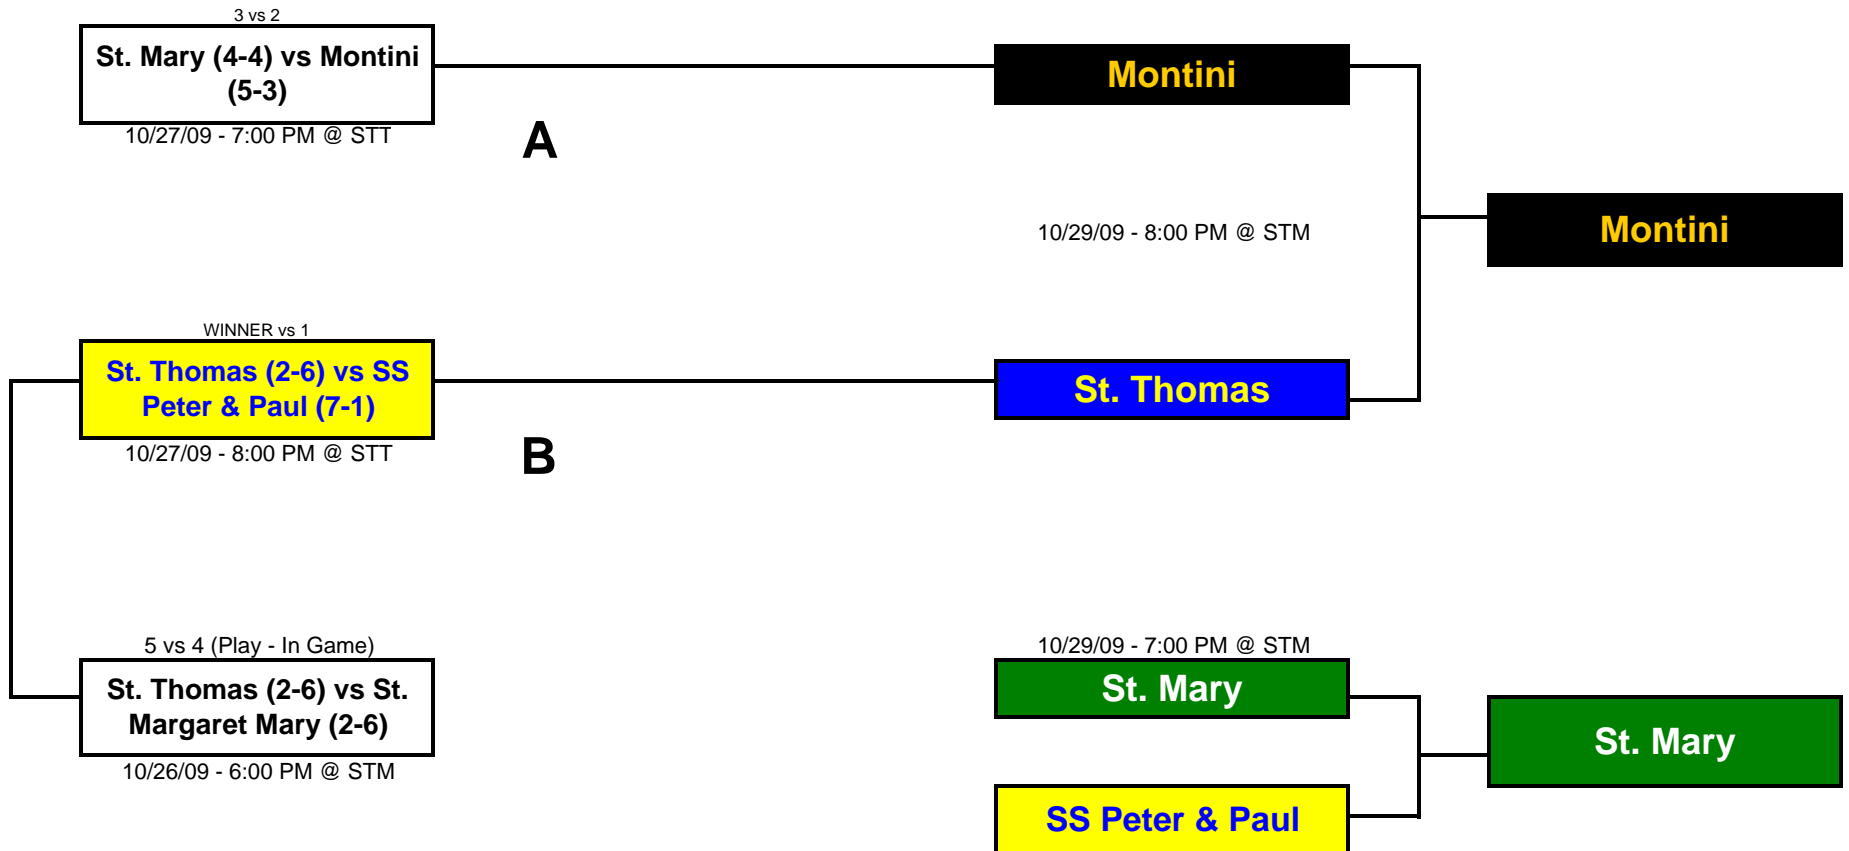 3 vs 2
St. Mary (4-4) vs Montini
(5-3)
10/27/09 - 7:00 PM @ STT
A
Montini
10/29/09 - 8:00 PM @ STM
Montini
WINNER vs 1
St. Thomas (2-6) vs SS
Peter & Paul (7-1)
10/27/09 - 8:00 PM @ STT
B
St. Thomas
5 vs 4 (Play - In Game)
St. Thomas (2-6) vs St.
Margaret Mary (2-6)
10/26/09 - 6:00 PM @ STM
10/29/09 - 7:00 PM @ STM
St. Mary
St. Mary
SS Peter & Paul